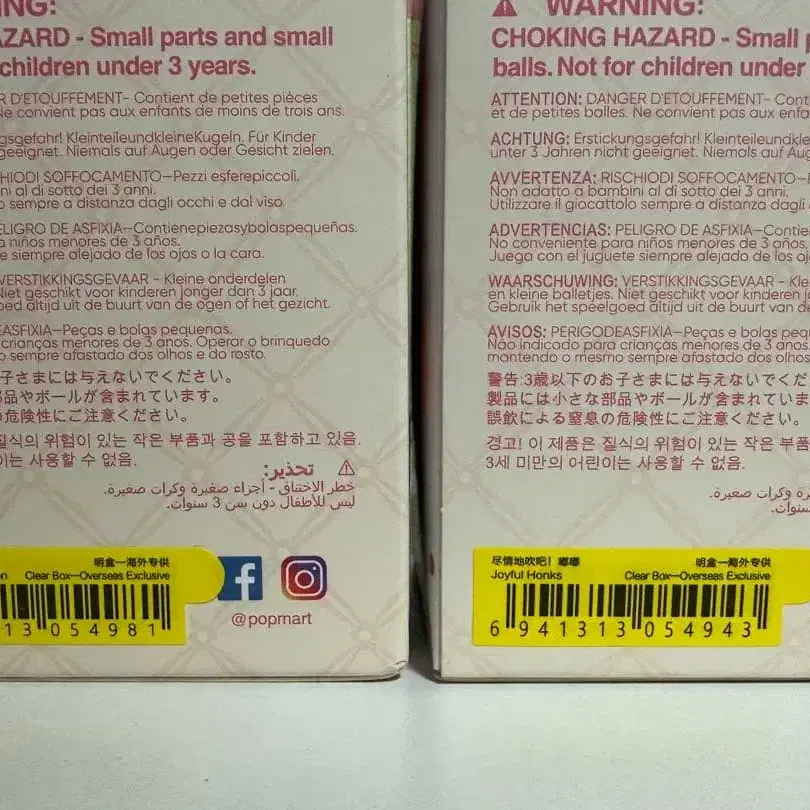 NG:
AZARD - Small parts and small
children under 3 years.
R D'ETOUFFEMENT- Contient de petites pièces
Ne convient pas aux enfants de moins de trois ans.
ngsgefahr! KleinteileundkleineKugeln. Für Kinder
geeignet. Niemals auf Augen oder Gesicht zielen.
SCHIODI SOFFOCAMENTO-Pezzi esferepiccoli.
ni al di sotto dei 3 anni.
o sempre a distanza dagli occhi e dal viso.
ELIGRO DE ASFIXIA-Contienepiezasybolaspequeñas.
a niños menores de 3 años.
e siempre alejado de los ojos o la cara.
VERSTIKKINGSGEVAAR - Kleine onderdelen
Niet geschikt voor kinderen jonger dan 3 jaar.
oed altijd uit de buurt van de ogen of het gezicht.
DEASFIXIA-Peças e bolas pequenas.
crianças menores de 3 anos. Operar o brinquedo
o sempre afastado dos olhos e do rosto.
子さまには与えないでください。
部品やボールが含まれています。
の危険性にご注意ください。
질식의 위험이 있는 작은 부품과 공을 포함하고 있음.
이는 사용할 수 없음.
تحذير:
خطر الاختناق - أجزاء صغيرة وكرات صغيرة.
ليس للأطفال دون سن 3 سنوات.
明盒—海外专供
on Clear Box—Overseas Exclusive
13 054981
@popmart
WARNING:
CHOKING HAZARD - Small p
balls. Not for children under
ATTENTION: DANGER D'ETOUFFEMENT- Conti
et de petites balles. Ne convient pas aux enfa
ACHTUNG: Erstickungsgefahr! Kleinteileundkle
unter 3 Jahren nicht geeignet. Niemals auf Au
AVVERTENZA: RISCHIODI SOFFOCAMENTO-
Non adatto a bambini al di sotto dei 3 anni.
Utilizzare il giocattolo sempre a distanza dagli
ADVERTENCIAS: PELIGRO DE ASFIXIA-Contie
No conveniente para niños menores de 3 años.
Juega con el juguete siempre alejado de los ojo
WAARSCHUWING: VERSTIKKINGSGEVAAR - Kle
en kleine balletjes. Niet geschikt voor kinderen j
Gebruik het speelgoed altijd uit de buurt van de
AVISOS: PERIGODEASFIXIA-Peças e bolas peque
Não Indicado para crianças menores de 3 anos.
mantendo o mesmo sempre afastado dos olhos
警告:3歳以下のお子さまには与えないでくだ
製品には小さな部品やボールが含まれていま
誤飲による窒息の危険性にご注意ください。
경고! 이 제품은 질식의 위험이 있는 작은 부품
3세 미만의 어린이는 사용할 수 없음.
ة وكرات صغيرة.
نوات.
尽情地吹吧！嘟嘟 明盒—海外专供
Joyful Honks Clear Box—Overseas Exclusive
6 941313 054943